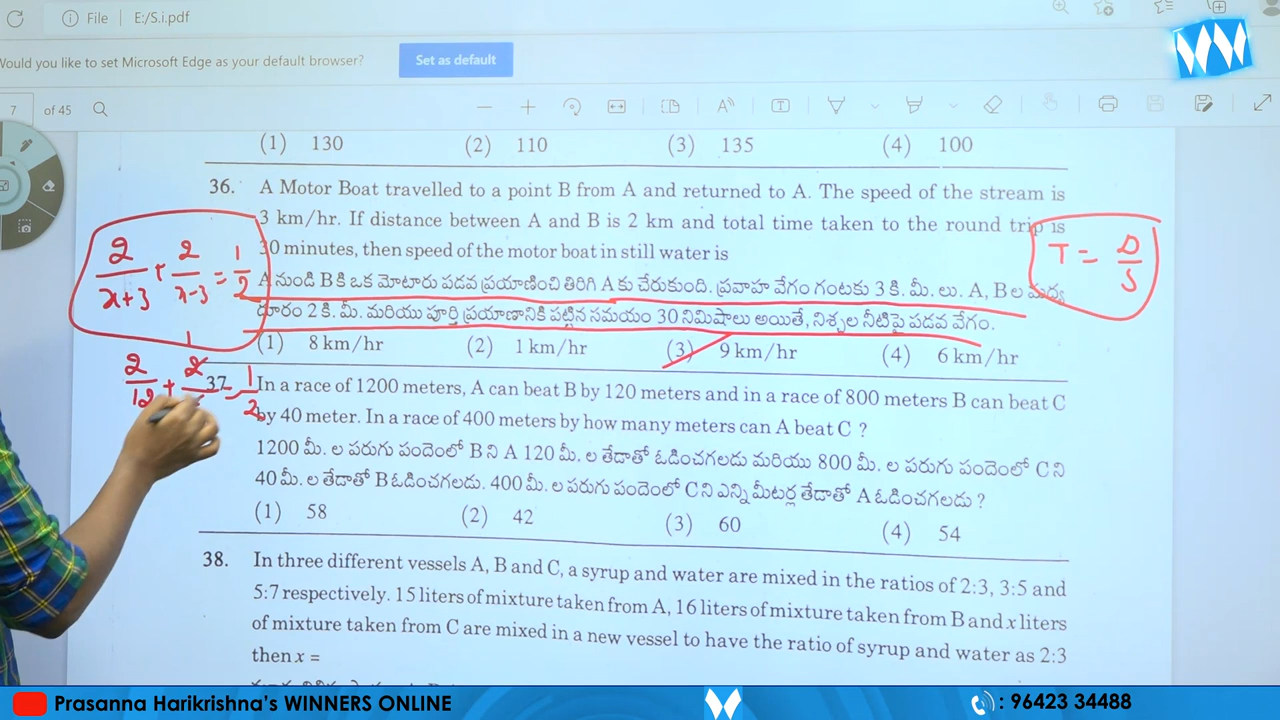 File | E:/S.i.pdf
Would you like to set Microsoft Edge as your default browser? Set as default
7 of 45
(1) 130 (2) 110 (3) 135 (4) 100
36. A Motor Boat travelled to a point B from A and returned to A. The speed of the stream is
3 km/hr. If distance between A and B is 2 km and total time taken to the round trip is
30 minutes, then speed of the motor boat in still water is
A నుండి B కి ఒక మోటారు పడవ ప్రయాణించి తిరిగి A కు చేరుకుంది. ప్రవాహ వేగం గంటకు 3 కి. మీ. లు. A, B ల మధ్య
దూరం 2 కి. మీ. మరియు పూర్తి ప్రయాణానికి పట్టిన సమయం 30 నిమిషాలు అయితే, నిశ్చల నీటిపై పడవ వేగం.
(1) 8 km/hr (2) 1 km/hr (3) 9 km/hr (4) 6 km/hr
2/(x+3) + 2/(x-3) = 1/2
T = D/S
2/12 + 2/ = 1/2
1
37. In a race of 1200 meters, A can beat B by 120 meters and in a race of 800 meters B can beat C
by 40 meter. In a race of 400 meters by how many meters can A beat C ?
1200 మీ. ల పరుగు పందెంలో B ని A 120 మీ. ల తేడాతో ఓడించగలడు మరియు 800 మీ. ల పరుగు పందెంలో C ని
40 మీ. ల తేడాతో B ఓడించగలడు. 400 మీ. ల పరుగు పందెంలో C ని ఎన్ని మీటర్ల తేడాతో A ఓడించగలడు ?
(1) 58 (2) 42 (3) 60 (4) 54
38. In three different vessels A, B and C, a syrup and water are mixed in the ratios of 2:3, 3:5 and
5:7 respectively. 15 liters of mixture taken from A, 16 liters of mixture taken from B and x liters
of mixture taken from C are mixed in a new vessel to have the ratio of syrup and water as 2:3
then x =
Prasanna Harikrishna's WINNERS ONLINE : 96423 34488